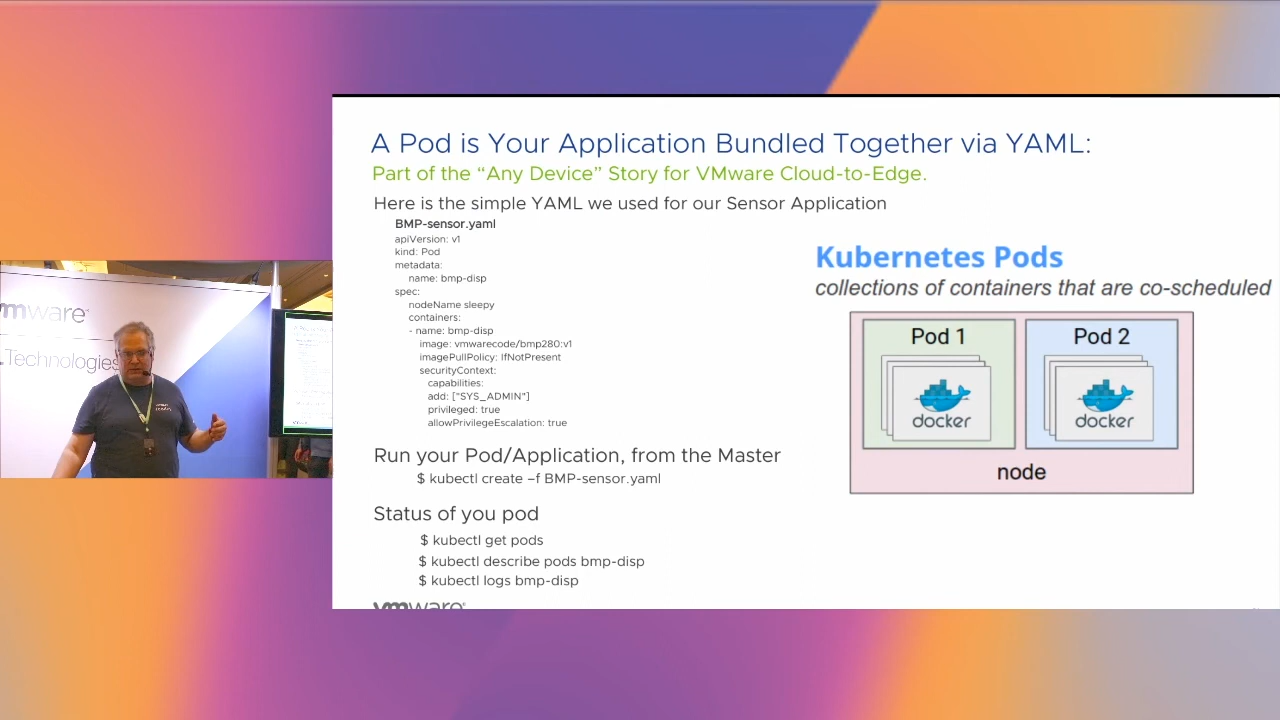 A Pod is Your Application Bundled Together via YAML:
Part of the “Any Device” Story for VMware Cloud-to-Edge.
Here is the simple YAML we used for our Sensor Application
BMP-sensor.yaml
apiVersion: v1
kind: Pod
metadata:
name: bmp-disp
spec:
nodeName sleepy
containers:
- name: bmp-disp
image: vmwarecode/bmp280:v1
imagePullPolicy: IfNotPresent
securityContext:
capabilities:
add: ["SYS_ADMIN"]
privileged: true
allowPrivilegeEscalation: true
Run your Pod/Application, from the Master
$ kubectl create –f BMP-sensor.yaml
Status of you pod
$ kubectl get pods
$ kubectl describe pods bmp-disp
$ kubectl logs bmp-disp
vmware®
Kubernetes Pods
collections of containers that are co-scheduled
Pod 1
Pod 2
docker
docker
node
mware®
Technologies